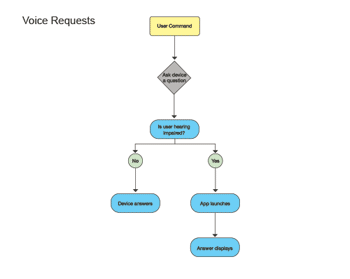 Voice Requests
User Command
Ask device
a question
Is user hearing
impaired?
No
Yes
Device answers
App launches
Answer displays